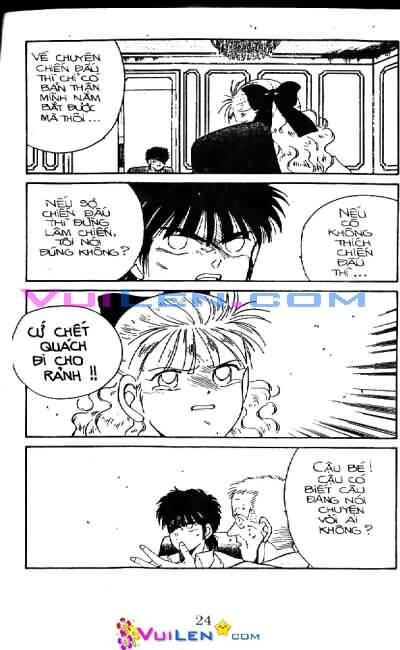 VỀ CHUYỆN
CHIẾN ĐẤU
THÌ CHỈ CÓ
BẢN THÂN
MÌNH NẮM
BẮT ĐƯỢC
MÀ THÔI...
NẾU SỢ
CHIẾN ĐẤU
THÌ ĐỪNG
LÂM CHIẾN,
TÔI NÓI
ĐÚNG KHÔNG?
NẾU
CÔ
KHÔNG
THÍCH
CHIẾN
ĐẤU
THÌ...
VUILEN.COM
CỨ CHẾT
QUÁCH
ĐI CHO
RẢNH!!
CẬU BÉ!
CẬU CÓ
BIẾT CẬU
ĐANG NÓI
CHUYỆN
VỚI AI
KHÔNG?
24
VUILEN.COM